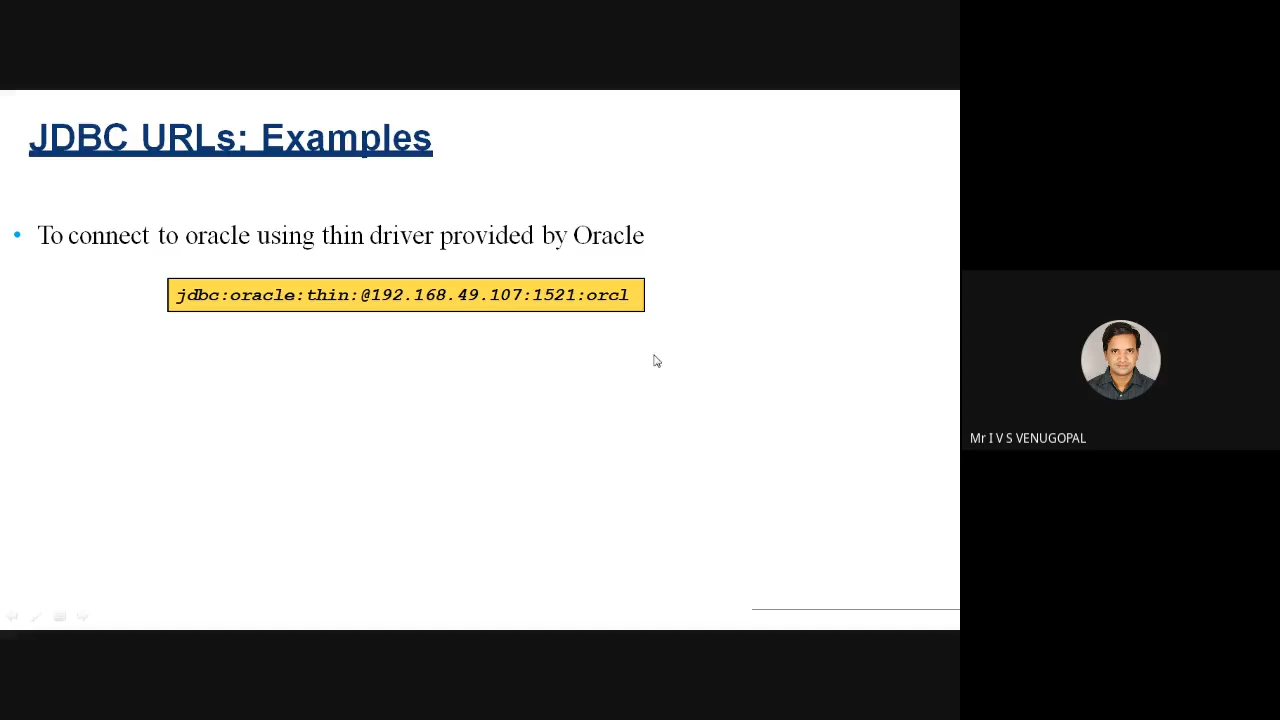 JDBC URLs: Examples
• To connect to oracle using thin driver provided by Oracle
jdbc:oracle:thin:@192.168.49.107:1521:orcl
Mr I V S VENUGOPAL